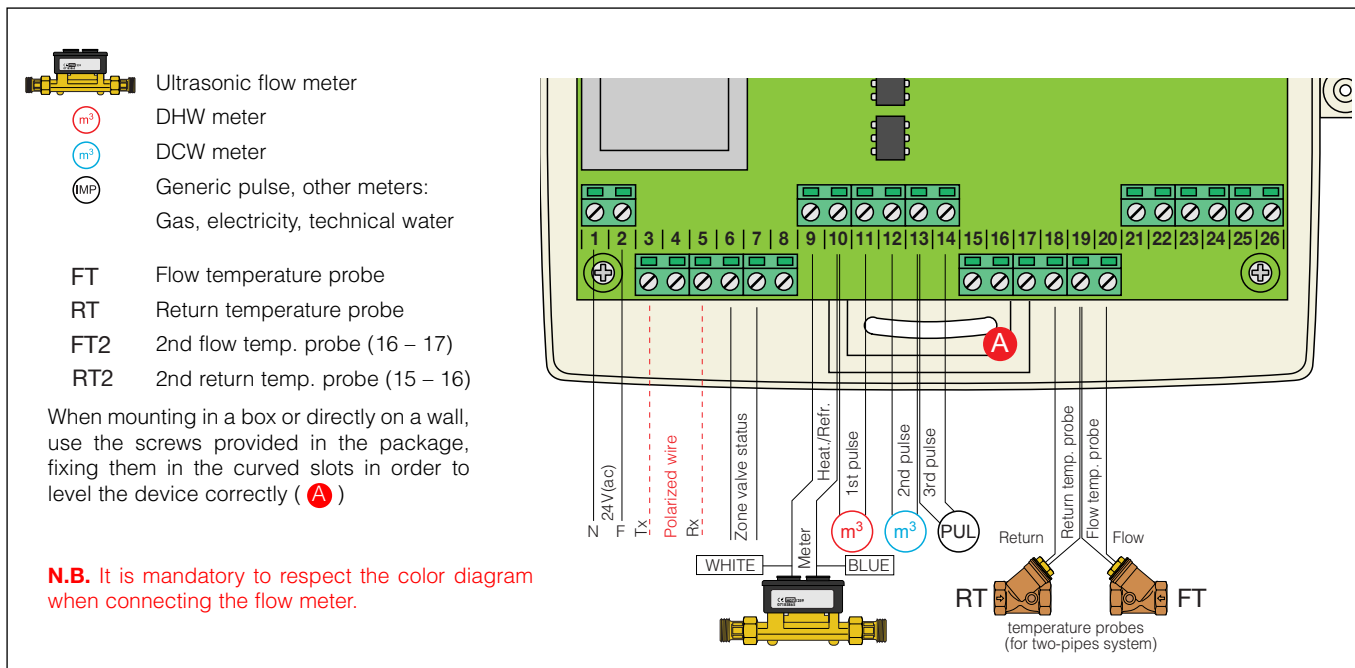 Ultrasonic flow meter
m³ DHW meter
m³ DCW meter
IMP Generic pulse, other meters:
Gas, electricity, technical water
FT Flow temperature probe
RT Return temperature probe
FT2 2nd flow temp. probe (16 – 17)
RT2 2nd return temp. probe (15 – 16)
When mounting in a box or directly on a wall,
use the screws provided in the package,
fixing them in the curved slots in order to
level the device correctly ( A )
N.B. It is mandatory to respect the color diagram
when connecting the flow meter.
1 2 3 4 5 6 7 8 9 10 11 12 13 14 15 16 17 18 19 20 21 22 23 24 25 26
A
N
24V(ac)
F
Tx
Polarized wire
Rx
Zone valve status
Heat./Refr.
Meter
1st pulse
2nd pulse
3rd pulse
Return temp. probe
Flow temp. probe
m³
m³
PUL
WHITE
BLUE
Return
Flow
RT
FT
temperature probes
(for two-pipes system)